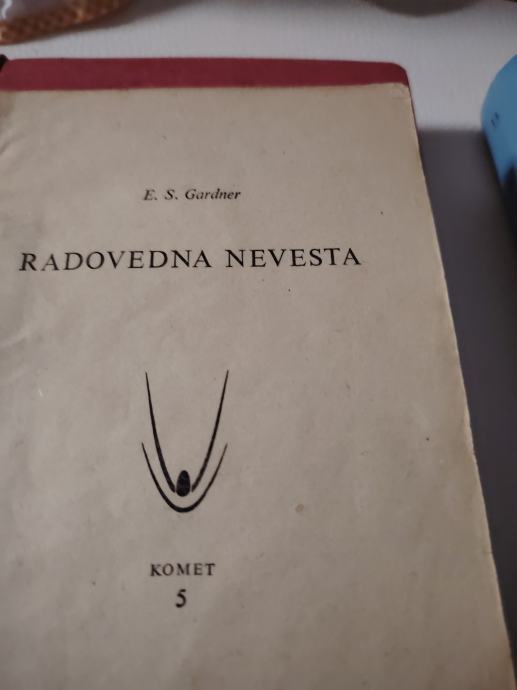 E. S. Gardner
RADOVEDNA NEVESTA
KOMET
5